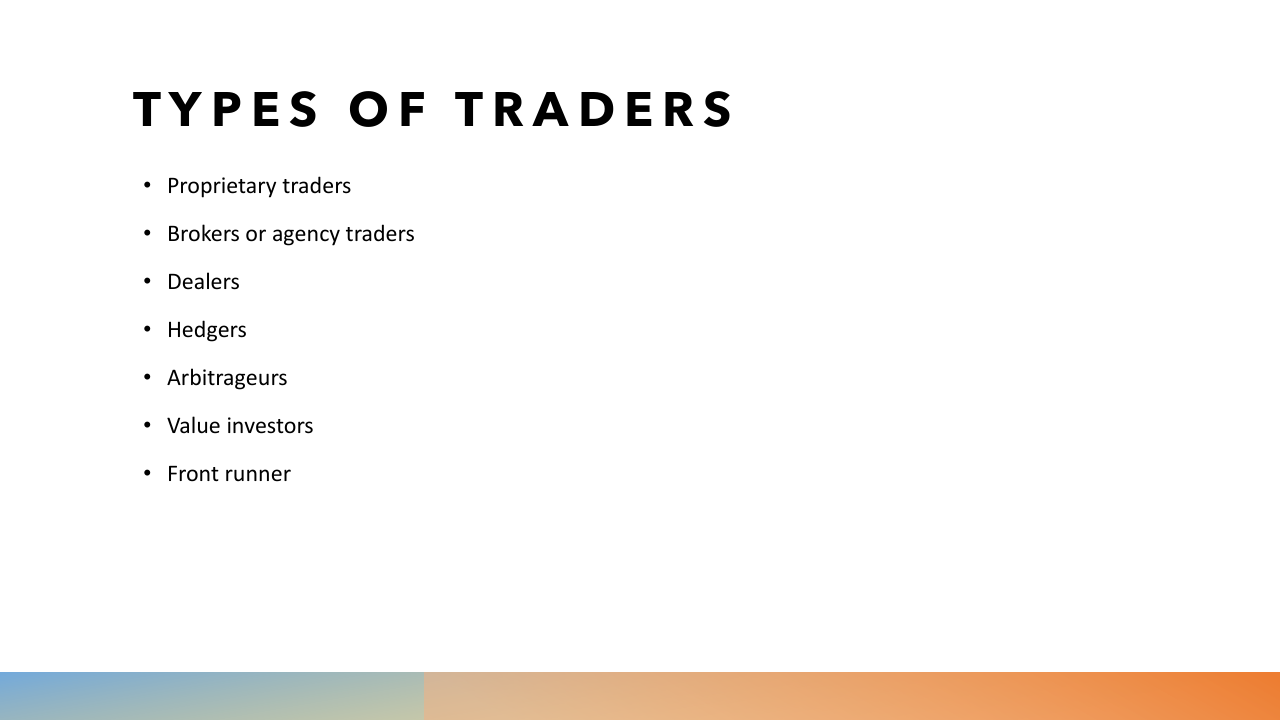 TYPES OF TRADERS
• Proprietary traders
• Brokers or agency traders
• Dealers
• Hedgers
• Arbitrageurs
• Value investors
• Front runner